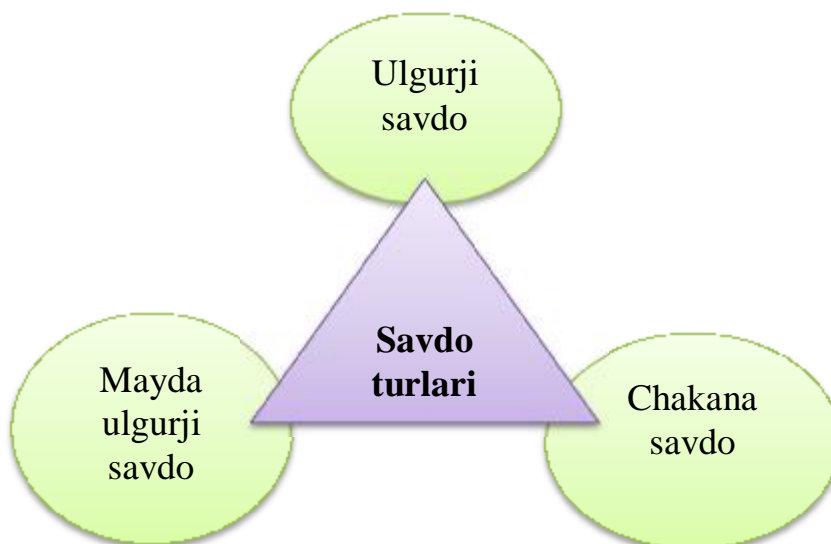 Ulgurji
savdo
Savdo
turlari
Mayda
ulgurji
savdo
Chakana
savdo